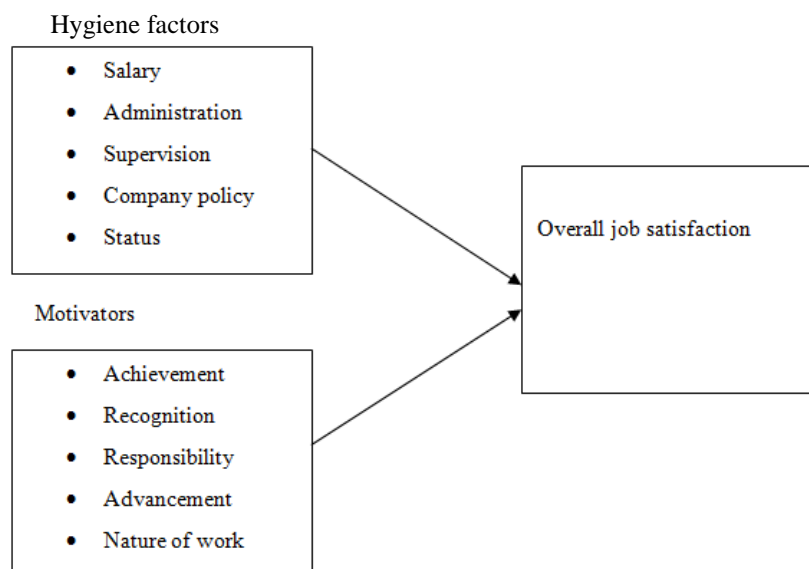 Hygiene factors
• Salary
• Administration
• Supervision
• Company policy
• Status
Overall job satisfaction
Motivators
• Achievement
• Recognition
• Responsibility
• Advancement
• Nature of work